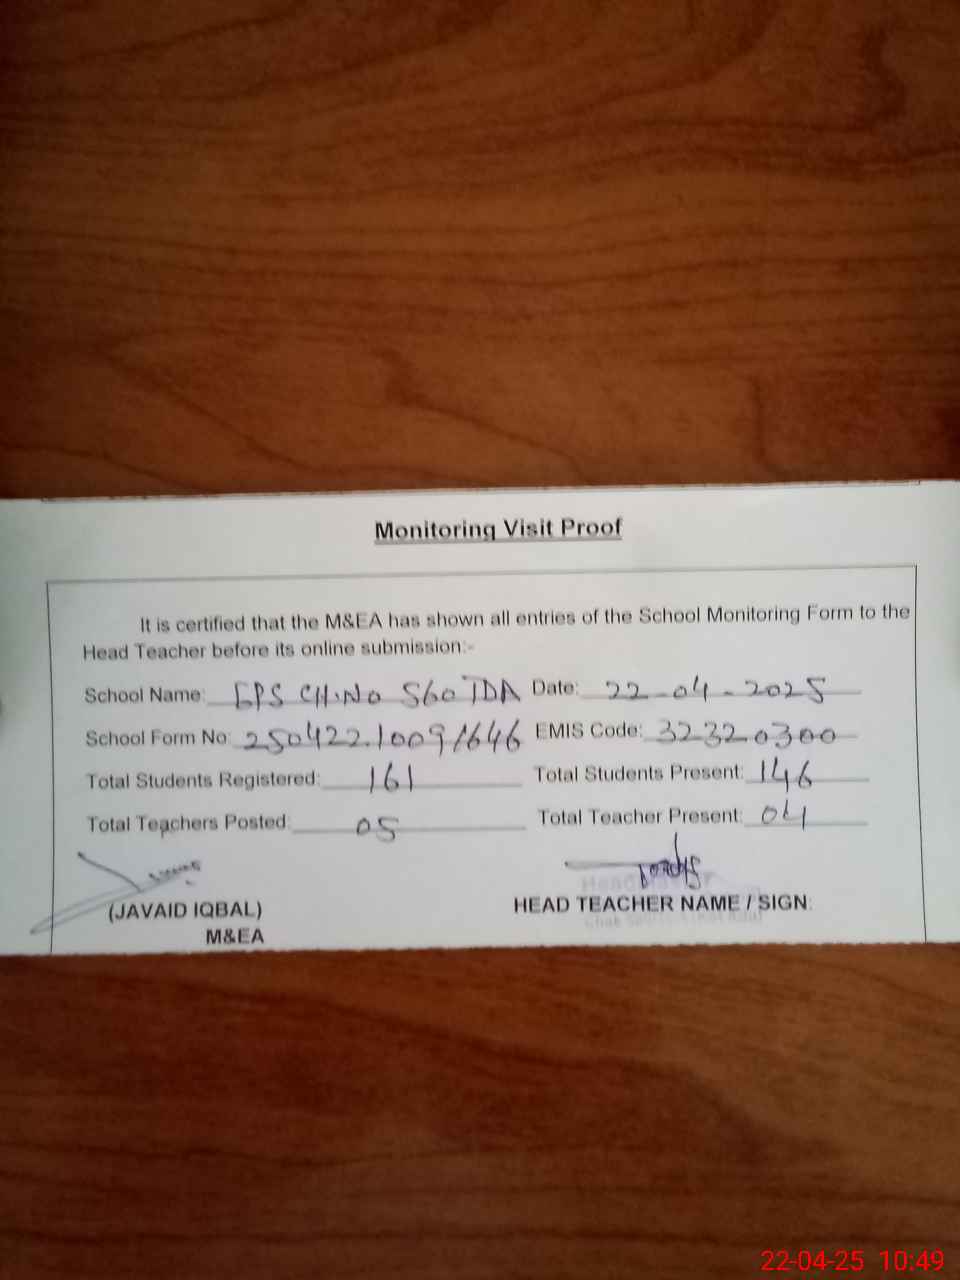 Monitoring Visit Proof
It is certified that the M&EA has shown all entries of the School Monitoring Form to the
Head Teacher before its online submission:-
School Name: GPS CH.No 560 TDA Date: 22-04-2025
School Form No: 250422.10091646 EMIS Code: 32320300
Total Students Registered: 161 Total Students Present: 146
Total Teachers Posted: 05 Total Teacher Present: 04
(JAVAID IQBAL) HEAD TEACHER NAME / SIGN:
M&EA
22-04-25 10:49